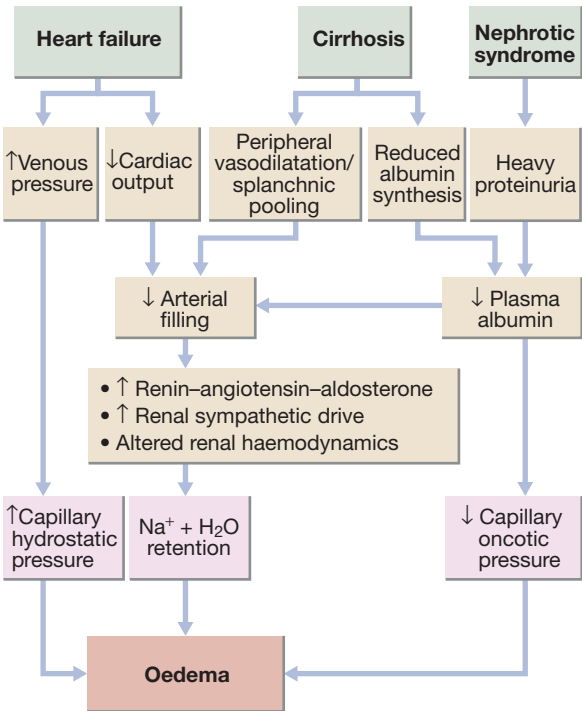 Heart failure
Cirrhosis
Nephrotic
syndrome
↑Venous
pressure
↓Cardiac
output
Peripheral
vasodilatation/
splanchnic
pooling
Reduced
albumin
synthesis
Heavy
proteinuria
↓ Arterial
filling
↓ Plasma
albumin
• ↑ Renin–angiotensin–aldosterone
• ↑ Renal sympathetic drive
• Altered renal haemodynamics
↑Capillary
hydrostatic
pressure
Na⁺ + H₂O
retention
↓ Capillary
oncotic
pressure
Oedema